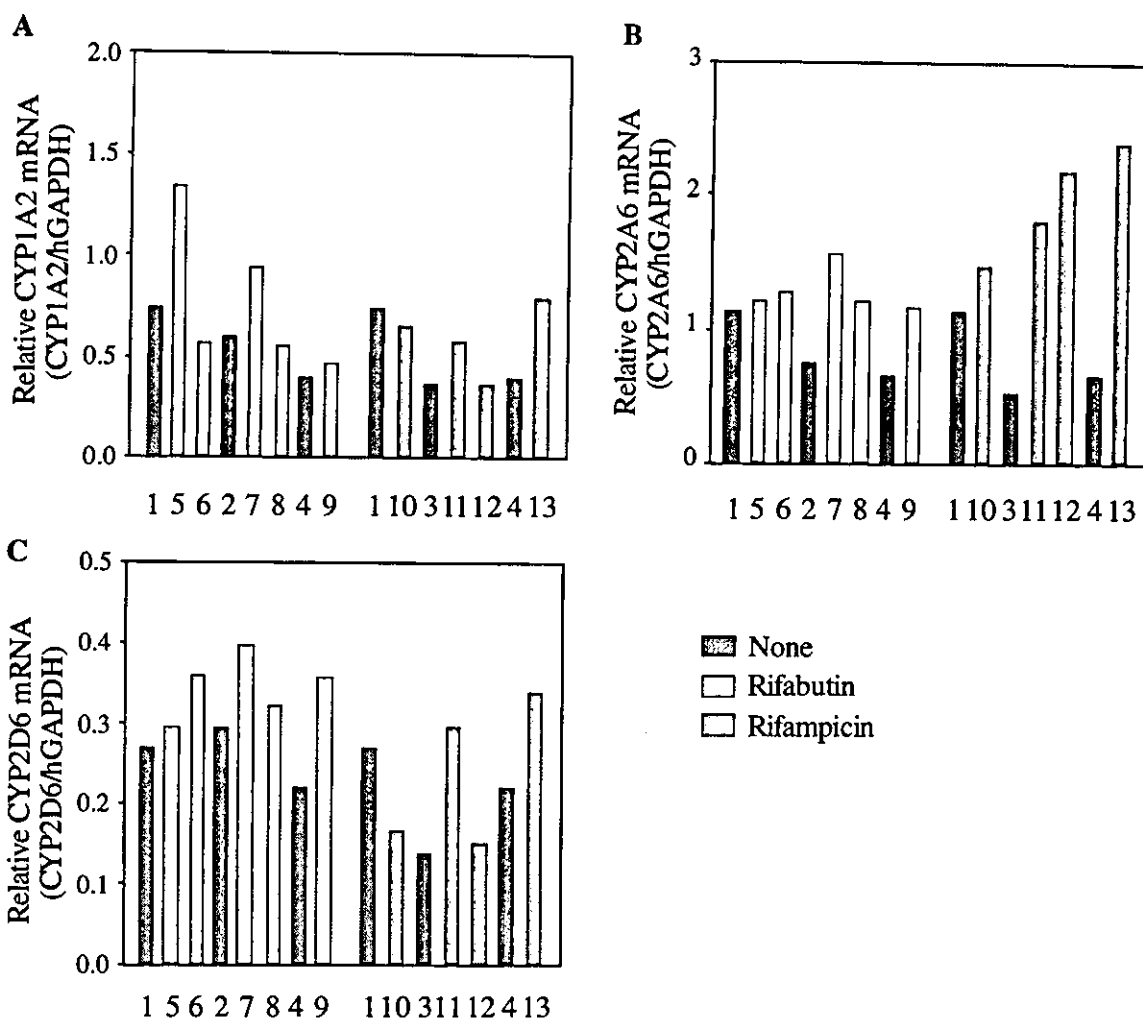 A
Relative CYP1A2 mRNA
(CYP1A2/hGAPDH)
2.0
1.5
1.0
0.5
0.0
1 5 6 2 7 8 4 9 1 10 3 11 12 4 13
B
Relative CYP2A6 mRNA
(CYP2A6/hGAPDH)
3
2
1
0
1 5 6 2 7 8 4 9 1 10 3 11 12 4 13
C
Relative CYP2D6 mRNA
(CYP2D6/hGAPDH)
0.5
0.4
0.3
0.2
0.1
0.0
1 5 6 2 7 8 4 9 1 10 3 11 12 4 13
None
Rifabutin
Rifampicin